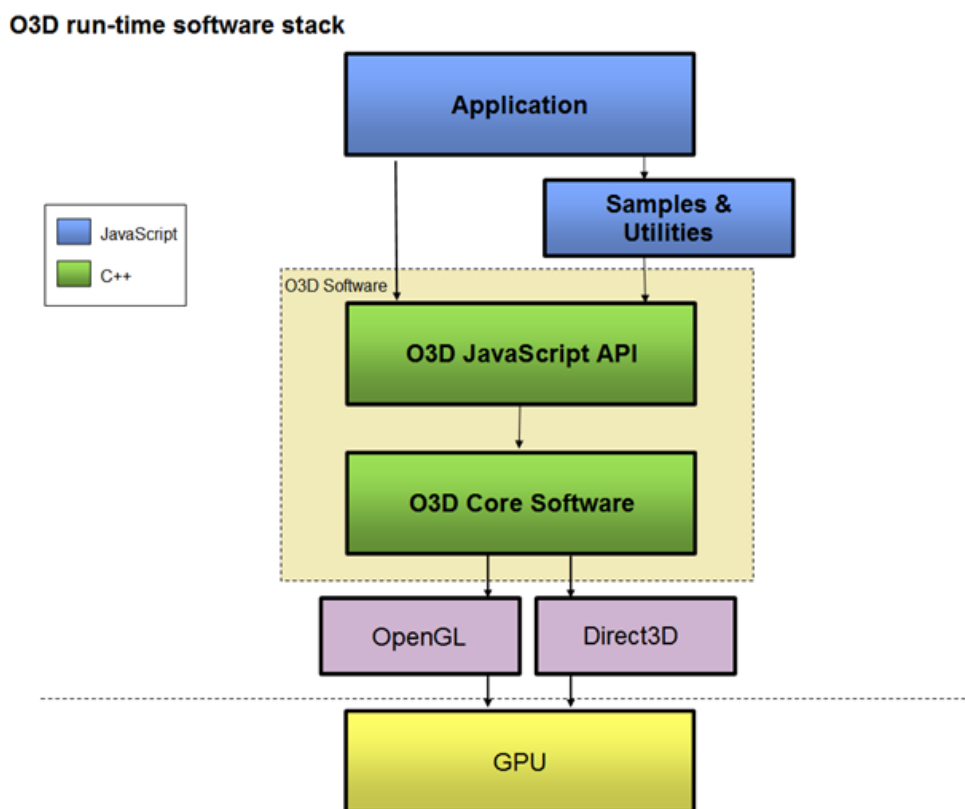 O3D run-time software stack
Application
Samples &
Utilities
JavaScript
C++
O3D Software
O3D JavaScript API
O3D Core Software
OpenGL
Direct3D
GPU